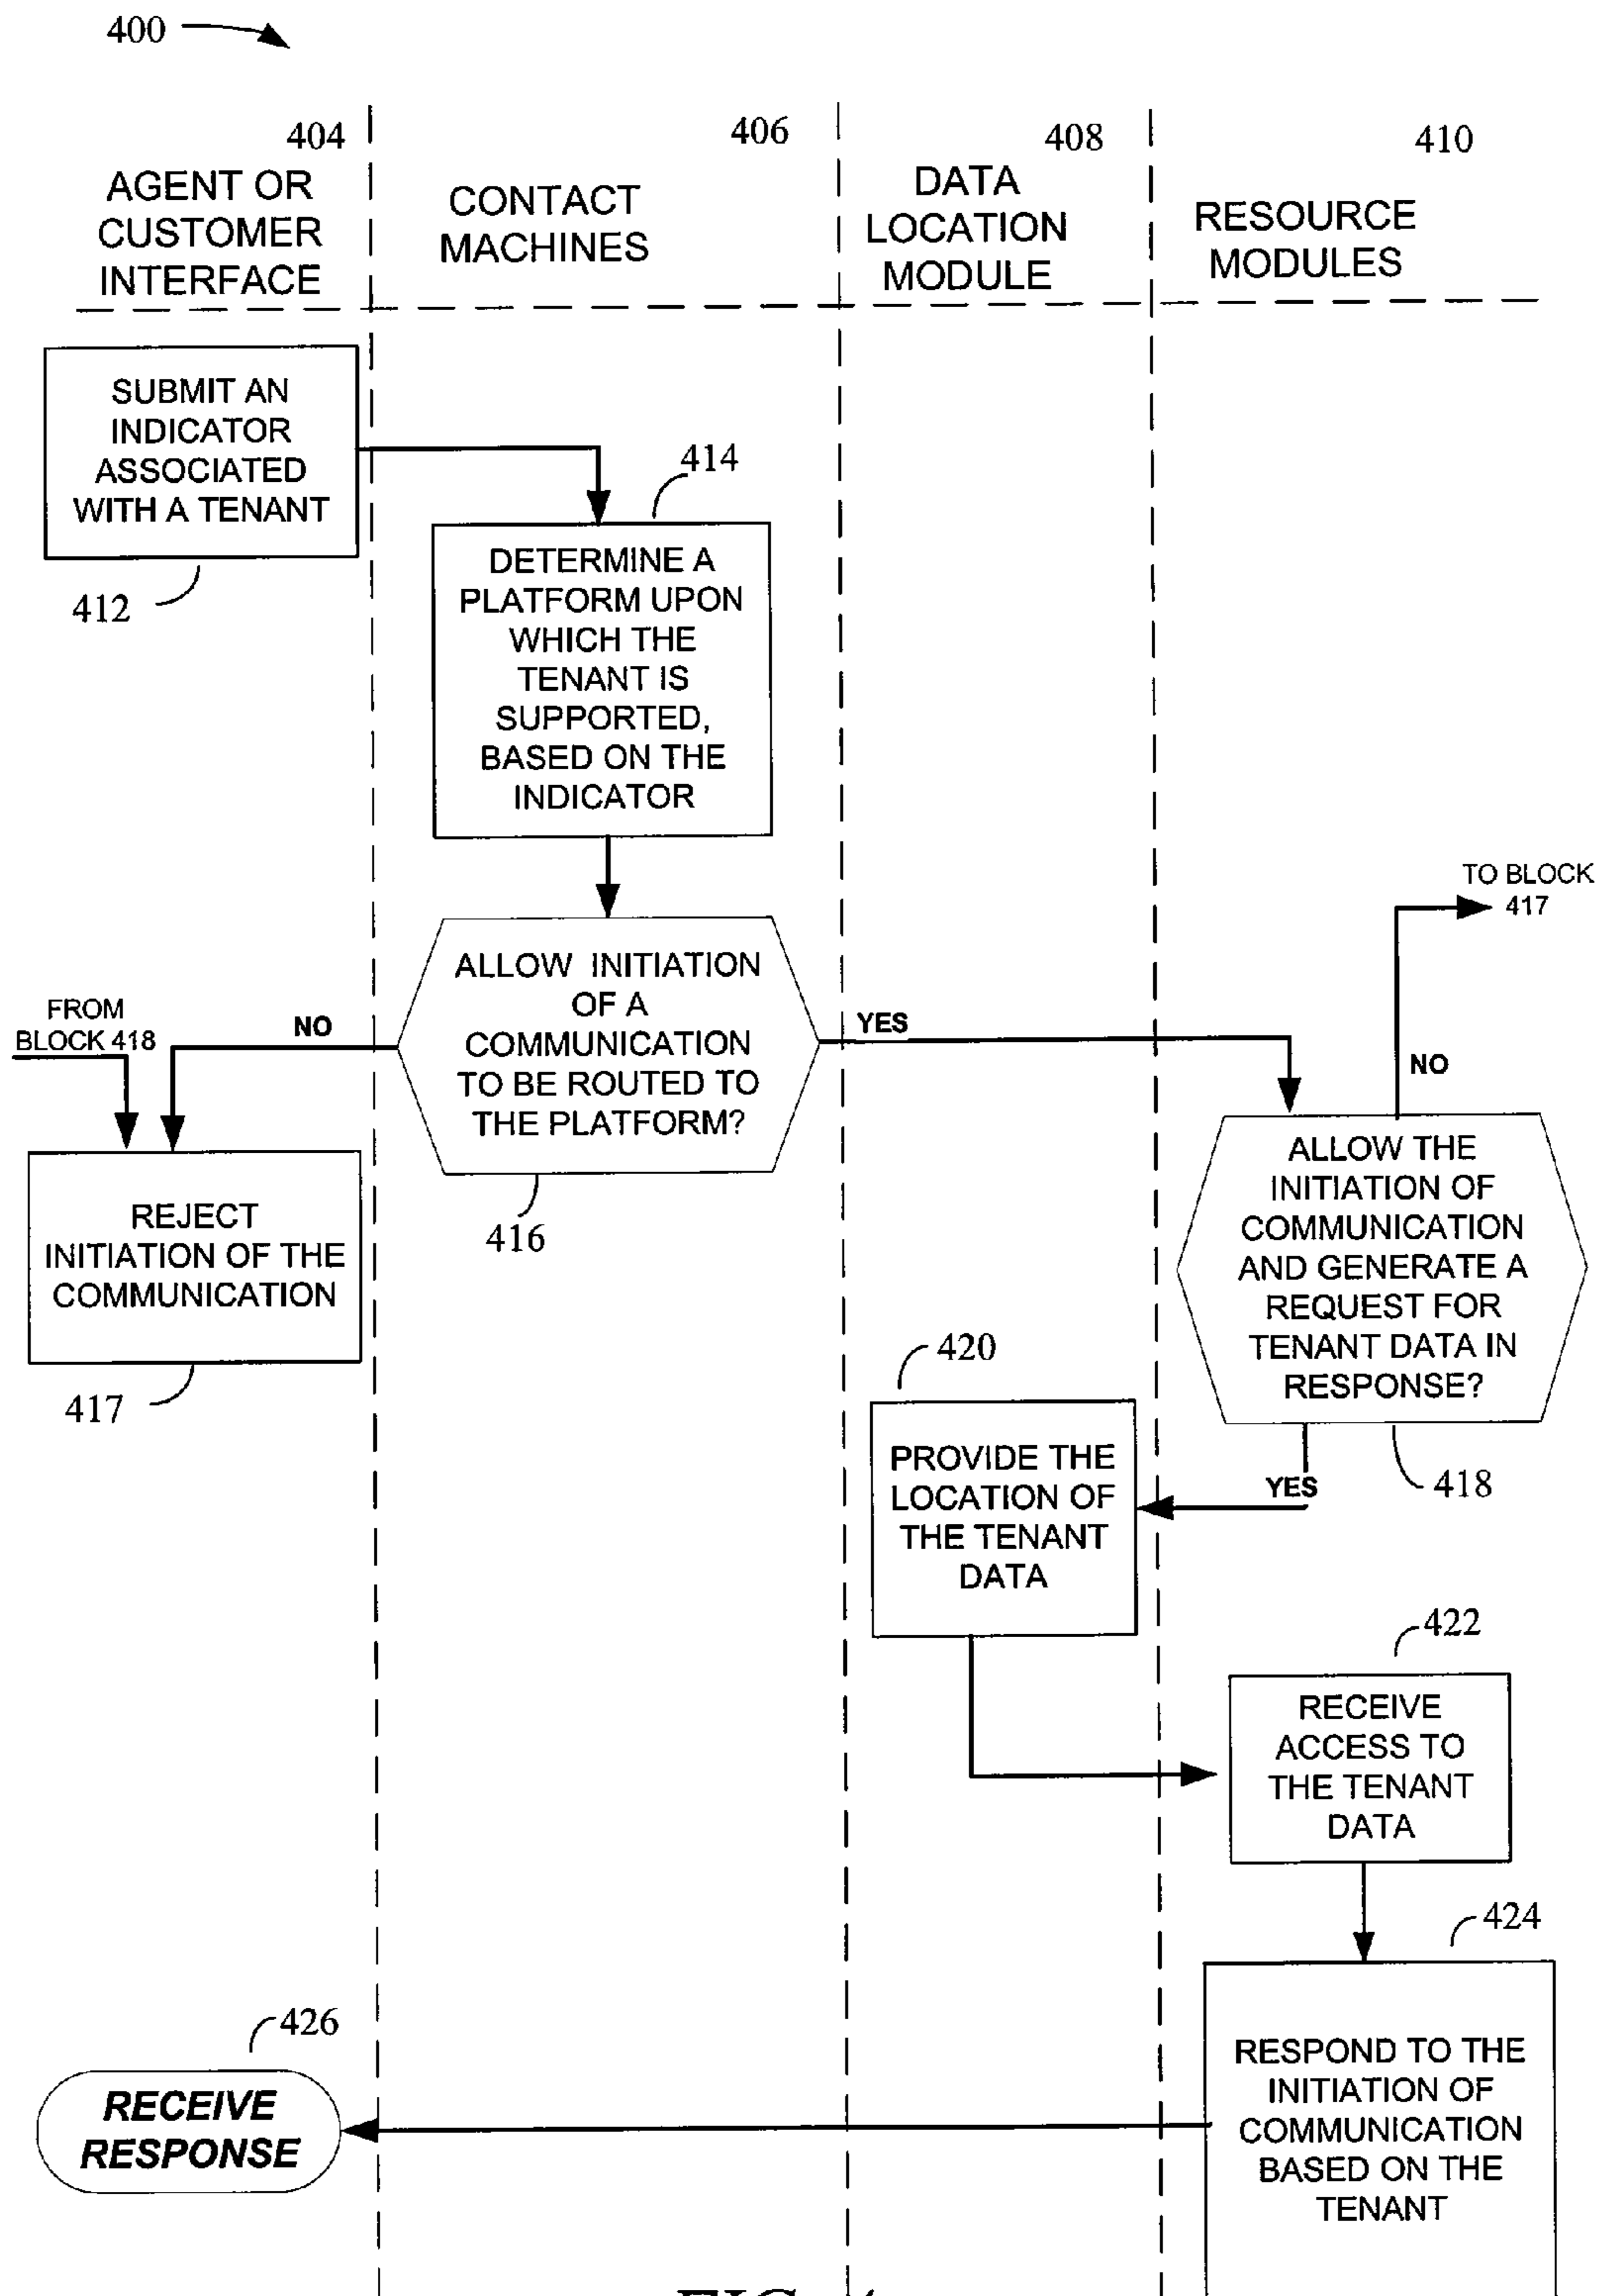 400
404
AGENT OR
CUSTOMER
INTERFACE
406
CONTACT
MACHINES
408
DATA
LOCATION
MODULE
410
RESOURCE
MODULES
SUBMIT AN
INDICATOR
ASSOCIATED
WITH A TENANT
412
414
DETERMINE A
PLATFORM UPON
WHICH THE
TENANT IS
SUPPORTED,
BASED ON THE
INDICATOR
TO BLOCK
417
ALLOW INITIATION
OF A
COMMUNICATION
TO BE ROUTED TO
THE PLATFORM?
416
FROM
BLOCK 418
NO
YES
NO
REJECT
INITIATION OF THE
COMMUNICATION
417
ALLOW THE
INITIATION OF
COMMUNICATION
AND GENERATE A
REQUEST FOR
TENANT DATA IN
RESPONSE?
418
YES
420
PROVIDE THE
LOCATION OF
THE TENANT
DATA
422
RECEIVE
ACCESS TO
THE TENANT
DATA
424
RESPOND TO THE
INITIATION OF
COMMUNICATION
BASED ON THE
TENANT
426
RECEIVE
RESPONSE